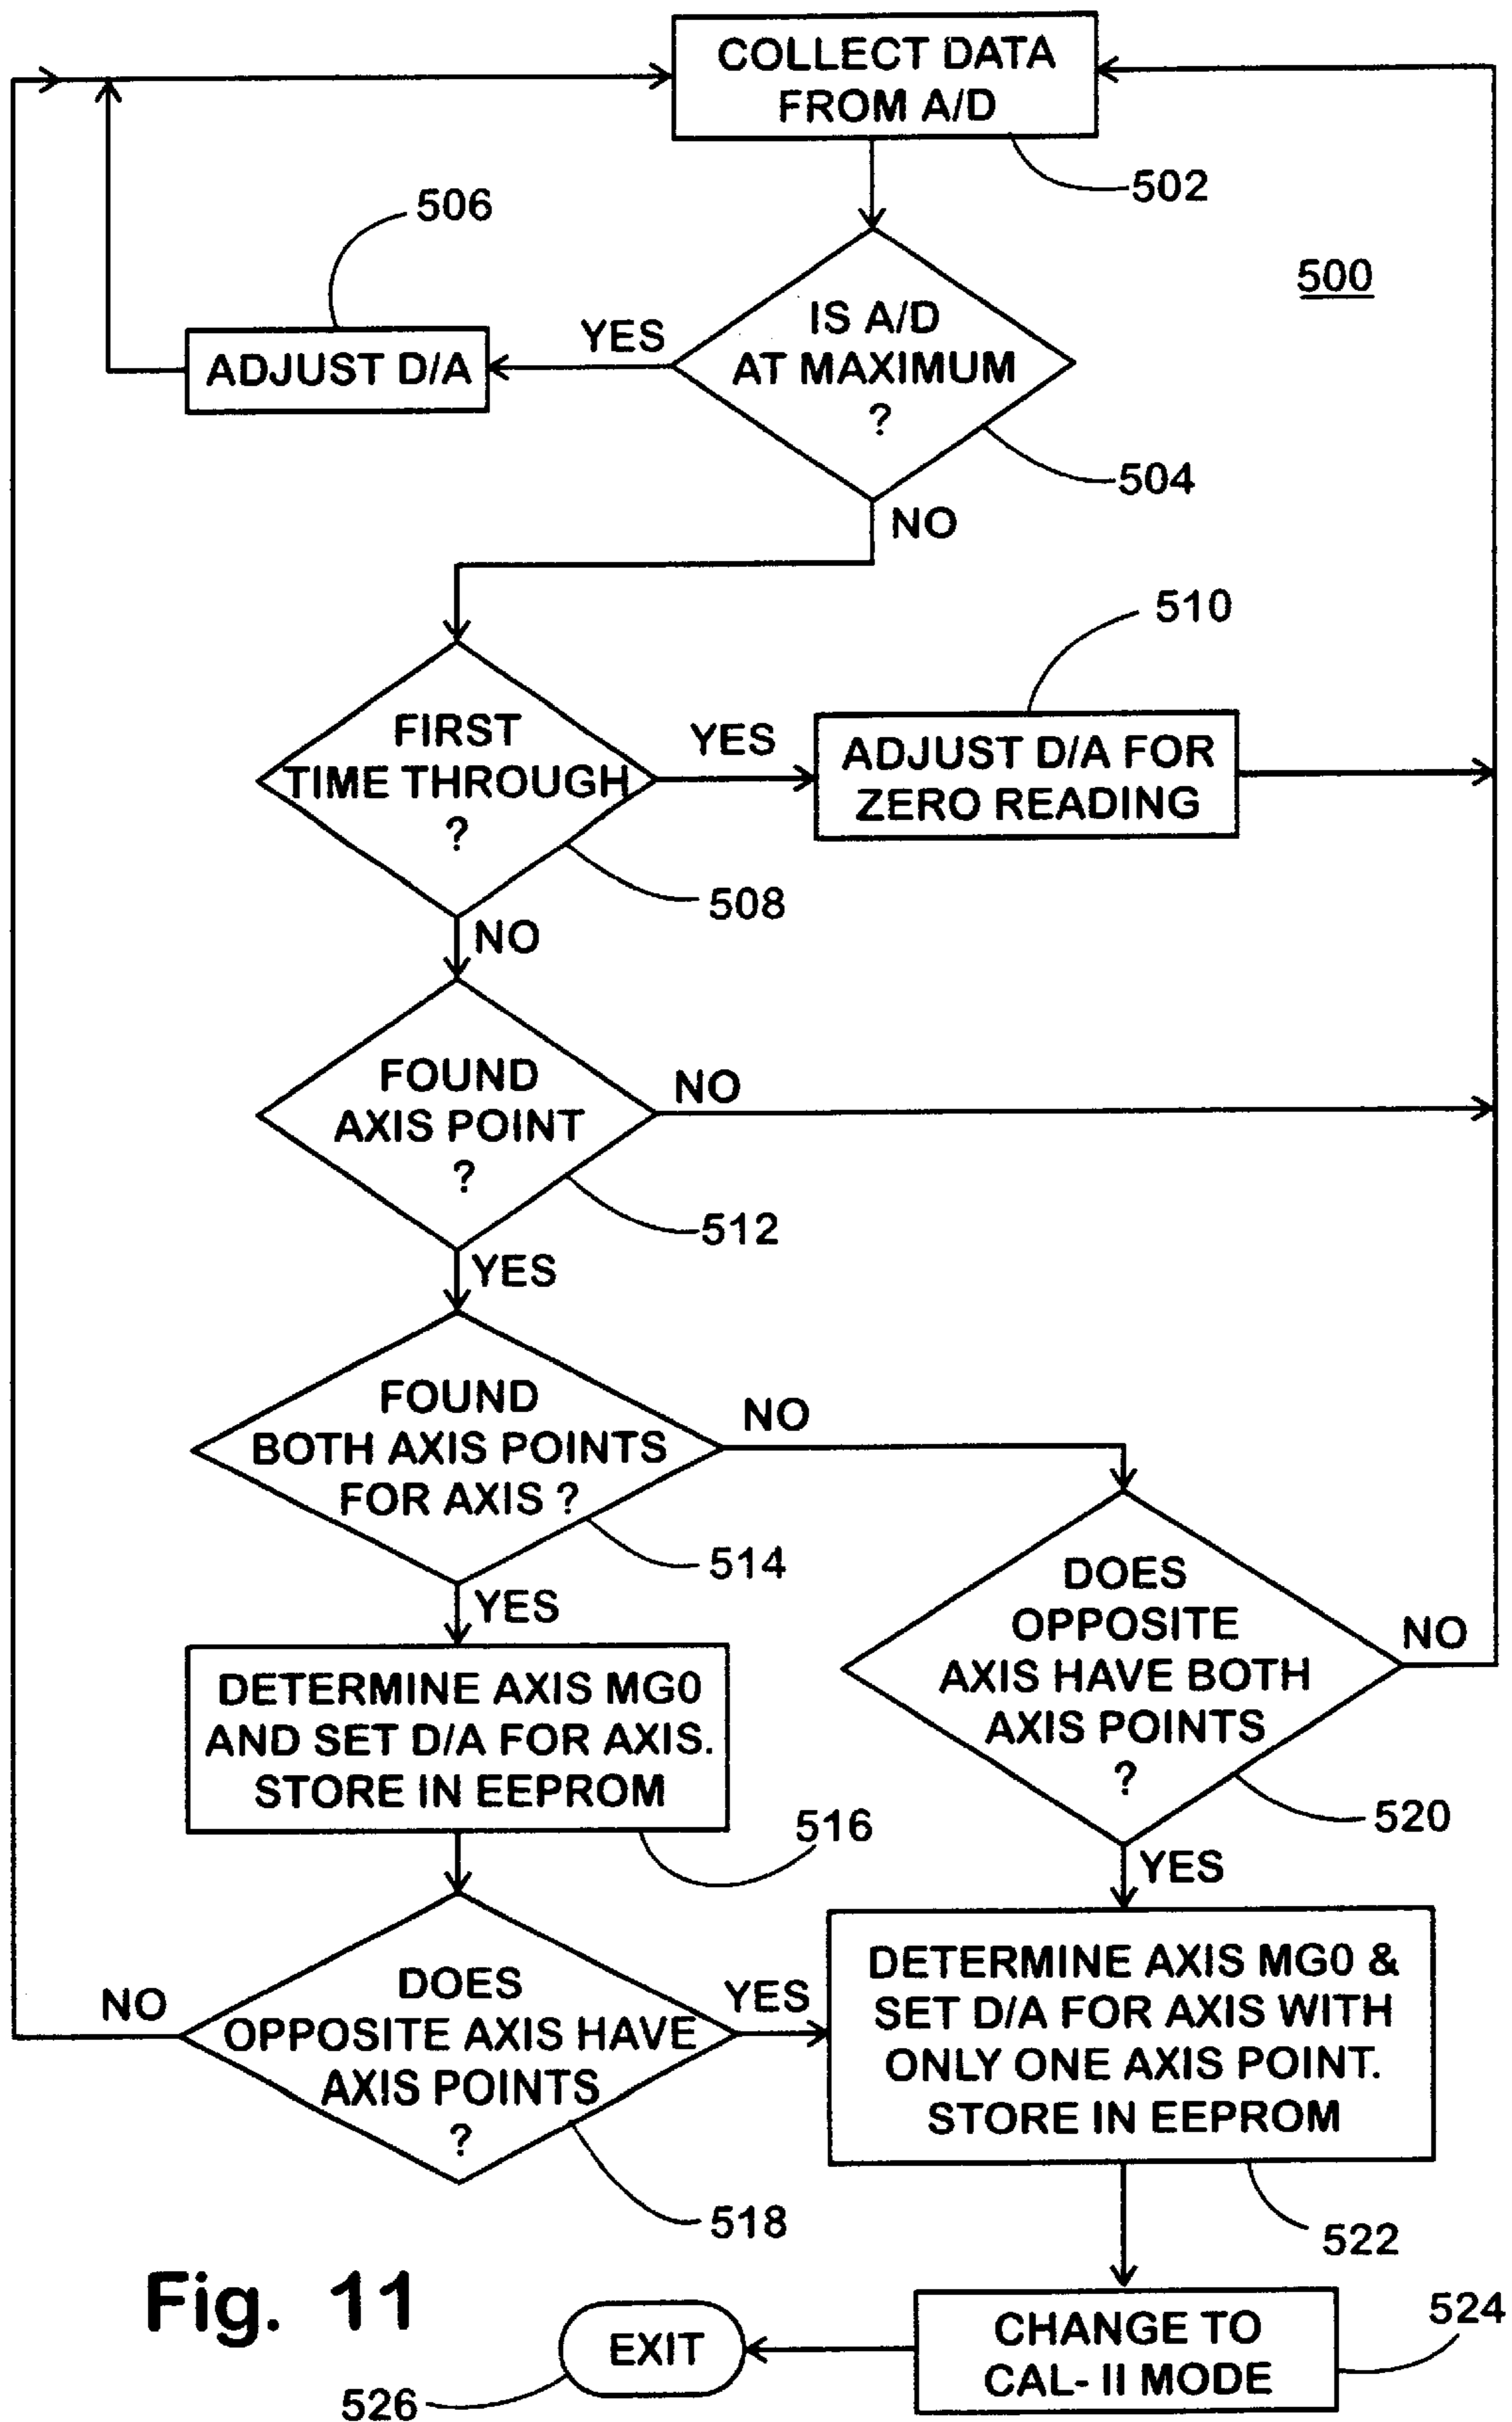 COLLECT DATA
FROM A/D
502
506
500
IS A/D
AT MAXIMUM
?
YES
ADJUST D/A
504
NO
510
FIRST
TIME THROUGH
?
YES
ADJUST D/A FOR
ZERO READING
508
NO
FOUND
AXIS POINT
?
NO
512
YES
FOUND
BOTH AXIS POINTS
FOR AXIS ?
NO
514
YES
DOES
OPPOSITE
AXIS HAVE BOTH
AXIS POINTS
?
NO
520
YES
DETERMINE AXIS MG0
AND SET D/A FOR AXIS.
STORE IN EEPROM
516
DOES
OPPOSITE AXIS HAVE
AXIS POINTS
?
NO
YES
518
DETERMINE AXIS MG0 &
SET D/A FOR AXIS WITH
ONLY ONE AXIS POINT.
STORE IN EEPROM
522
CHANGE TO
CAL- II MODE
524
EXIT
526
Fig. 11